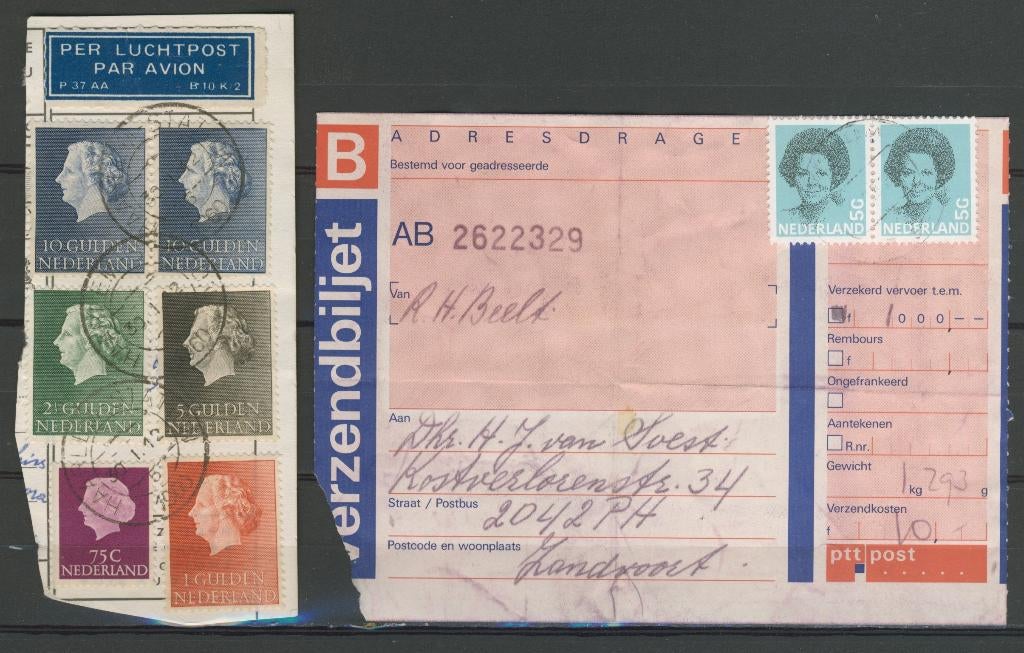 PER LUCHTPOST
PAR AVION
P 37 AA B 10 K 2
10 GULDEN
NEDERLAND
10 GULDEN
NEDERLAND
2½ GULDEN
NEDERLAND
5 GULDEN
NEDERLAND
75C
NEDERLAND
1 GULDEN
NEDERLAND
B
verzendbiljet
ADRESDRAGE
Bestemd voor geadresseerde
AB 2622329
Van
R. H. Beelt
Aan
Dhr. H. J. van Soest
Kostverlorenstr. 34
Straat / Postbus
2042 PH
Postcode en woonplaats
Zandvoort
NEDERLAND 5G
NEDERLAND 5G
Verzekerd vervoer t.e.m.
f 1000--
Rembours
f
Ongefrankeerd
Aantekenen
R.nr.
Gewicht
1 kg 293 g
Verzendkosten
f 10.
ptt post